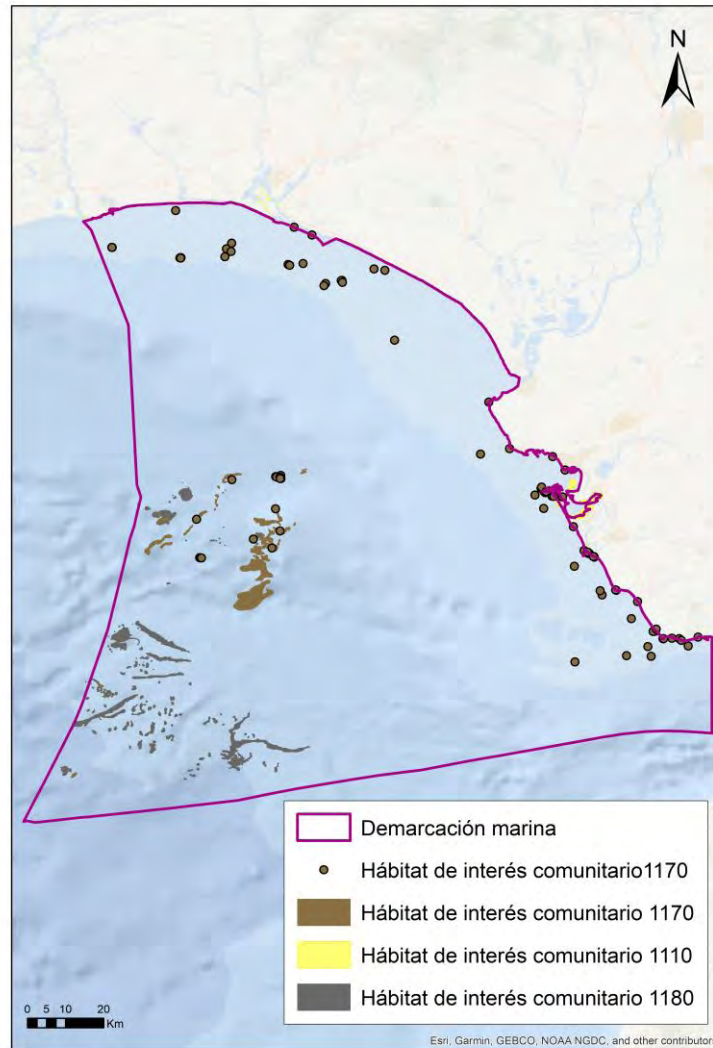 N
Demarcación marina
Hábitat de interés comunitario1170
Hábitat de interés comunitario 1170
Hábitat de interés comunitario 1110
Hábitat de interés comunitario 1180
0 5 10 20
Km
Esri, Garmin, GEBCO, NOAA NGDC, and other contributors